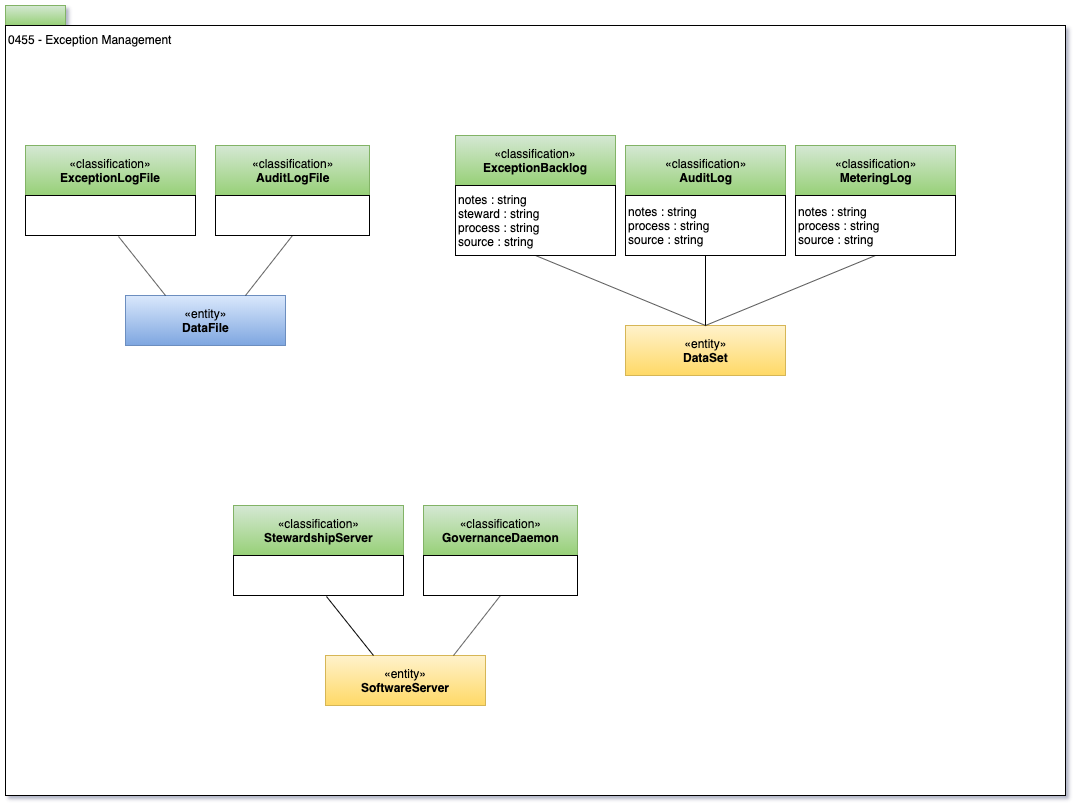 0455 - Exception Management
«classification»
ExceptionLogFile
«classification»
AuditLogFile
«entity»
DataFile
«classification»
ExceptionBacklog
notes : string
steward : string
process : string
source : string
«classification»
AuditLog
notes : string
process : string
source : string
«classification»
MeteringLog
notes : string
process : string
source : string
«entity»
DataSet
«classification»
StewardshipServer
«classification»
GovernanceDaemon
«entity»
SoftwareServer